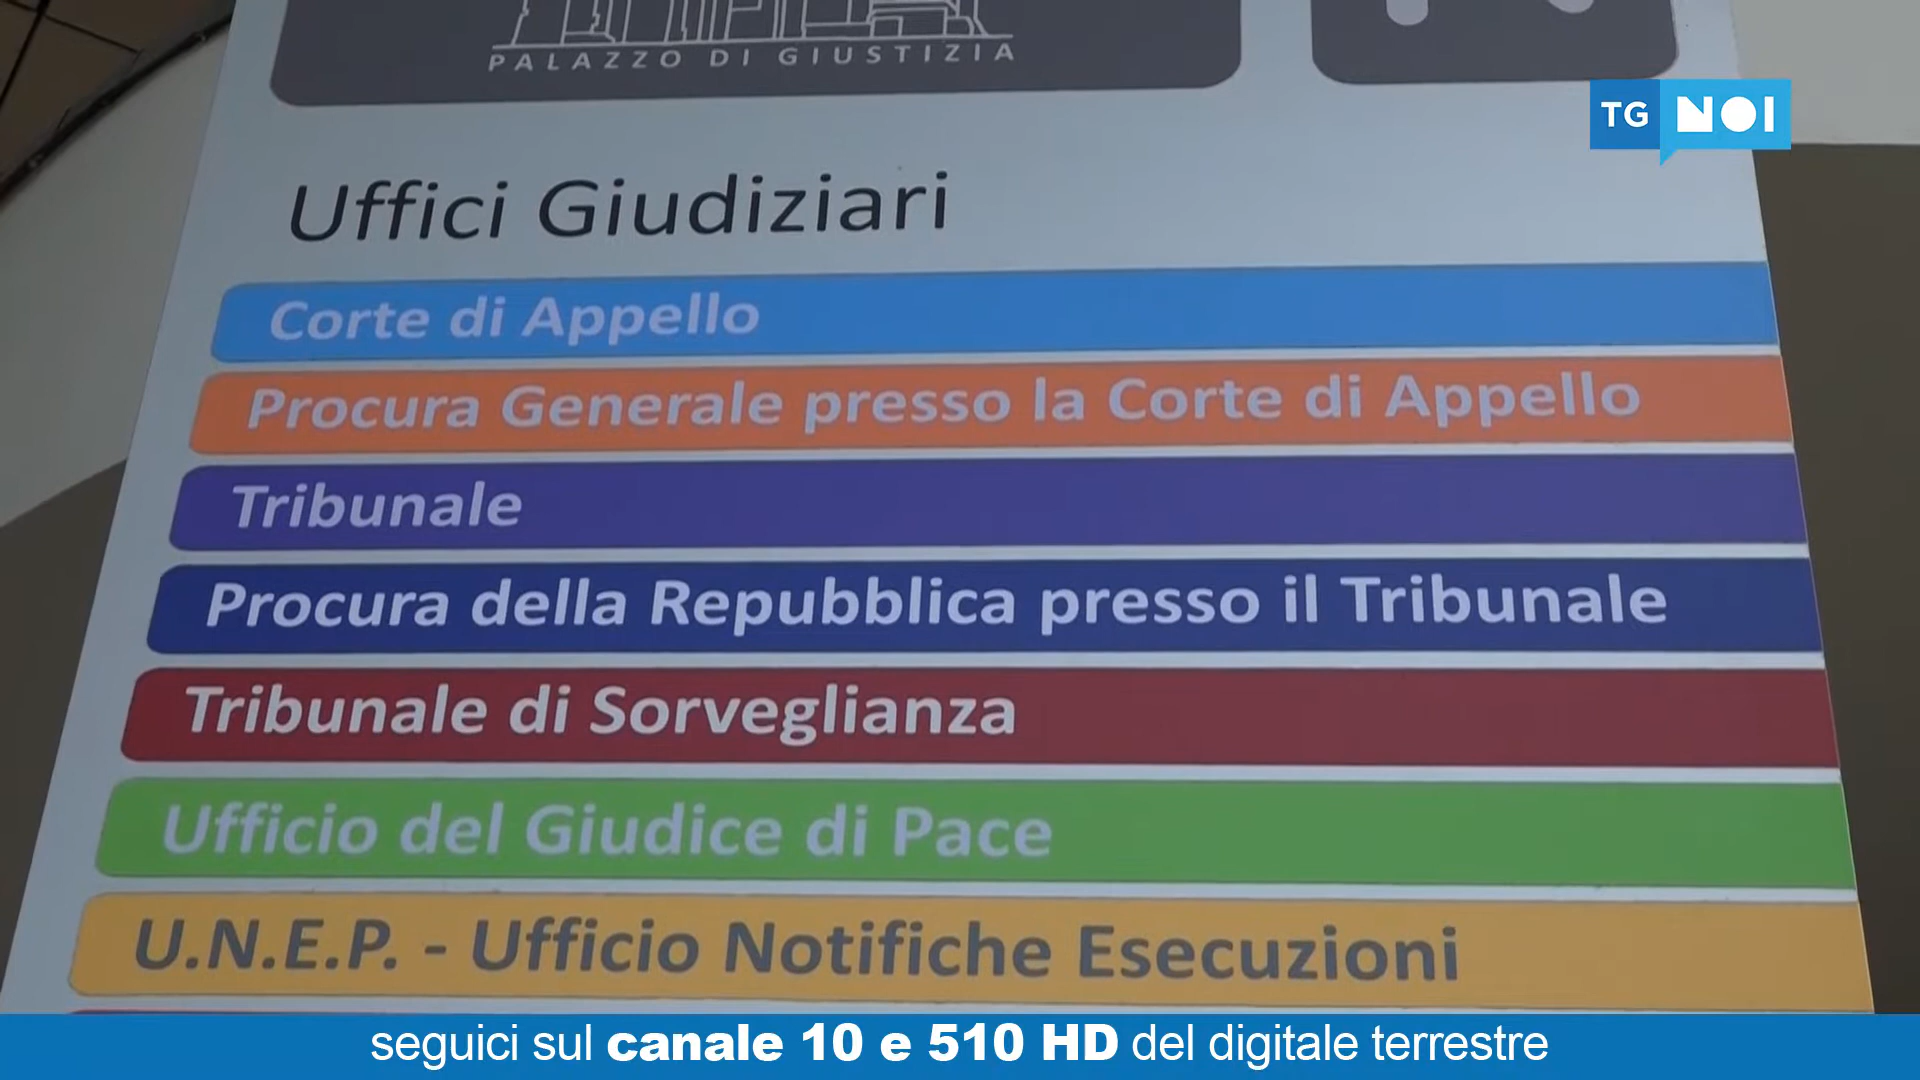 PALAZZO DI GIUSTIZIA
TG NOI
Uffici Giudiziari
Corte di Appello
Procura Generale presso la Corte di Appello
Tribunale
Procura della Repubblica presso il Tribunale
Tribunale di Sorveglianza
Ufficio del Giudice di Pace
U.N.E.P. - Ufficio Notifiche Esecuzioni
seguici sul canale 10 e 510 HD del digitale terrestre